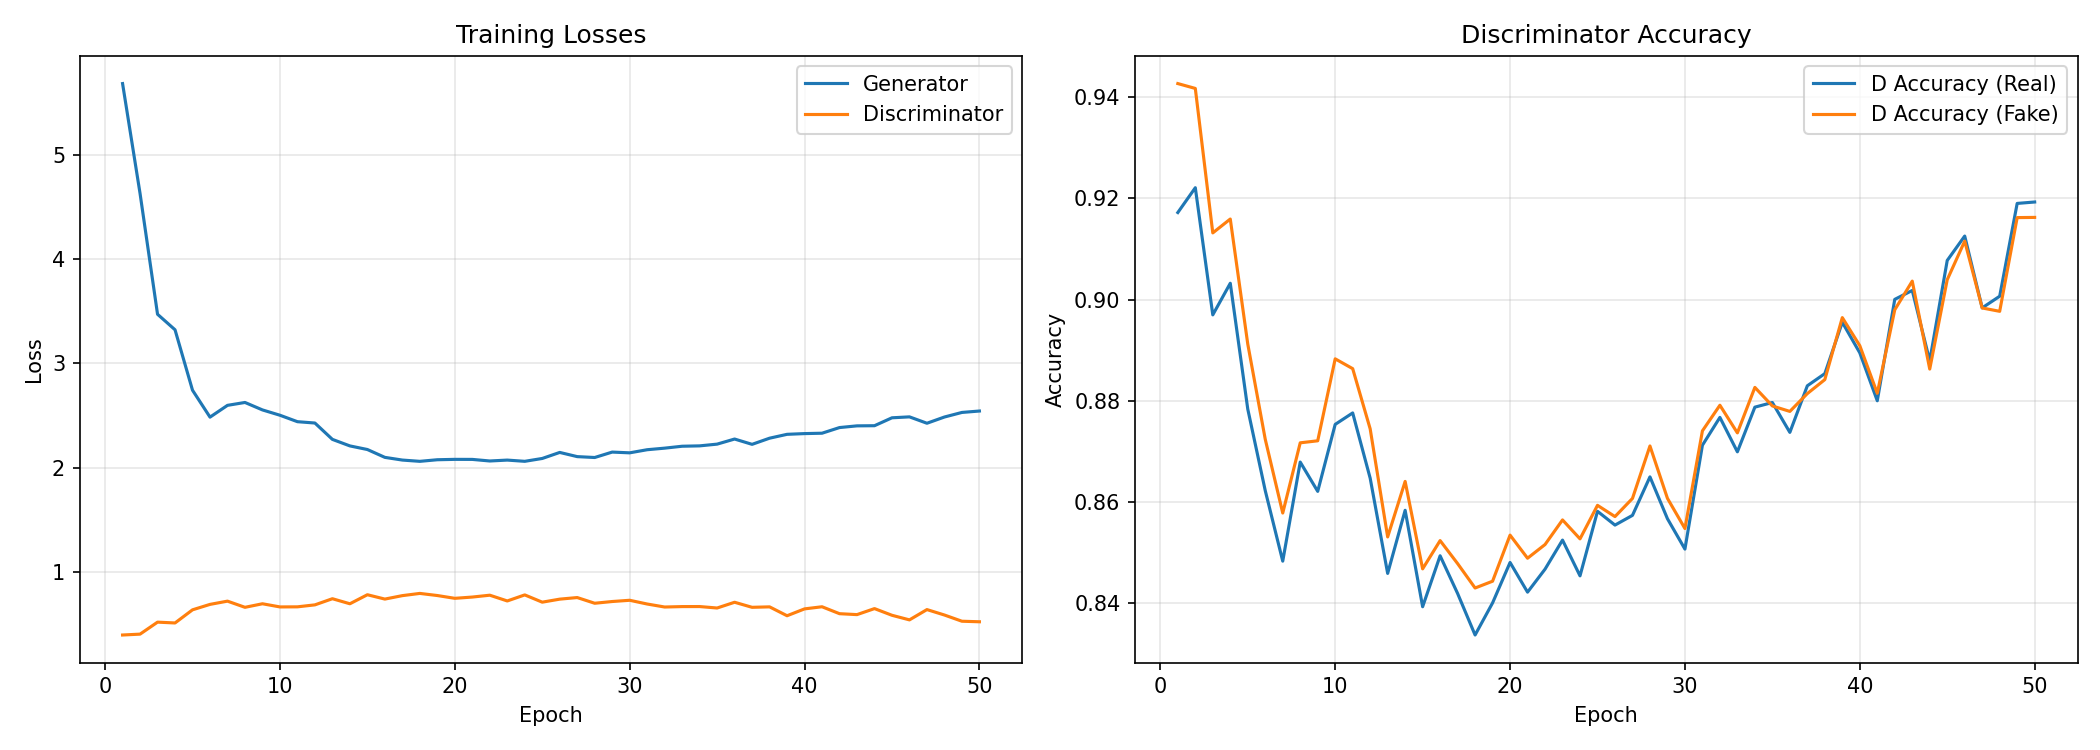 Training Losses
Generator
Discriminator
5
4
3
2
1
Loss
0
10
20
30
40
50
Epoch
Discriminator Accuracy
D Accuracy (Real)
D Accuracy (Fake)
0.94
0.92
0.90
0.88
0.86
0.84
Accuracy
0
10
20
30
40
50
Epoch